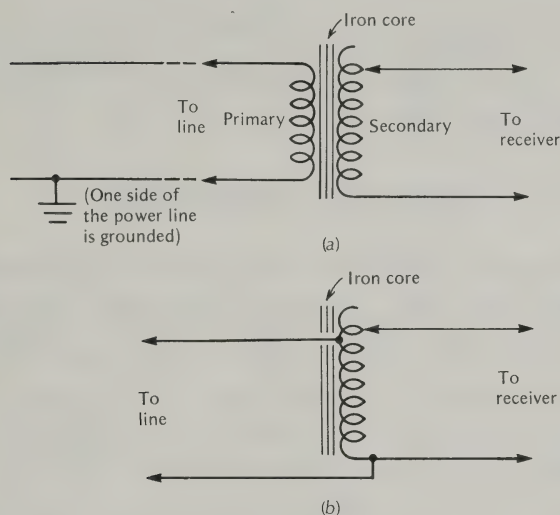 Iron core
To
line
Primary
Secondary
To
receiver
(One side of
the power line
is grounded)
(a)
Iron core
To
line
To
receiver
(b)